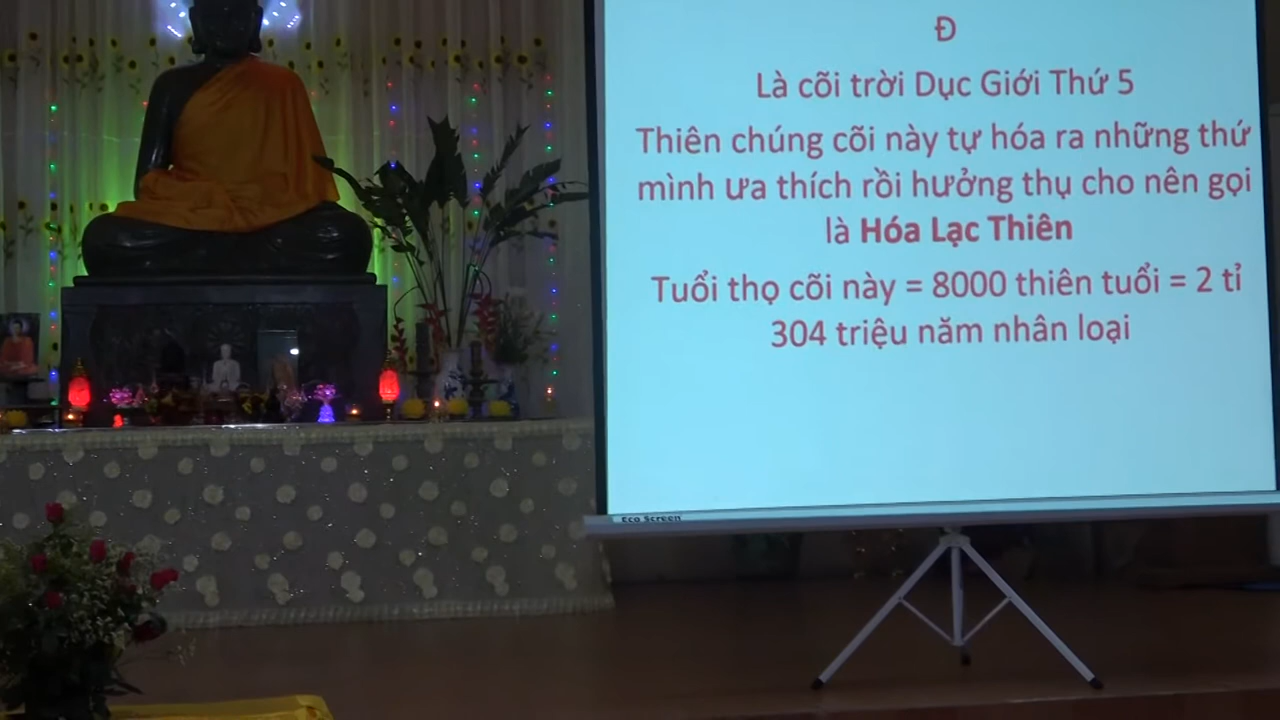 Đ
Là cõi trời Dục Giới Thứ 5
Thiên chúng cõi này tự hóa ra những thứ
mình ưa thích rồi hưởng thụ cho nên gọi
là Hóa Lạc Thiên
Tuổi thọ cõi này = 8000 thiên tuổi = 2 tỉ
304 triệu năm nhân loại
Eco Screen